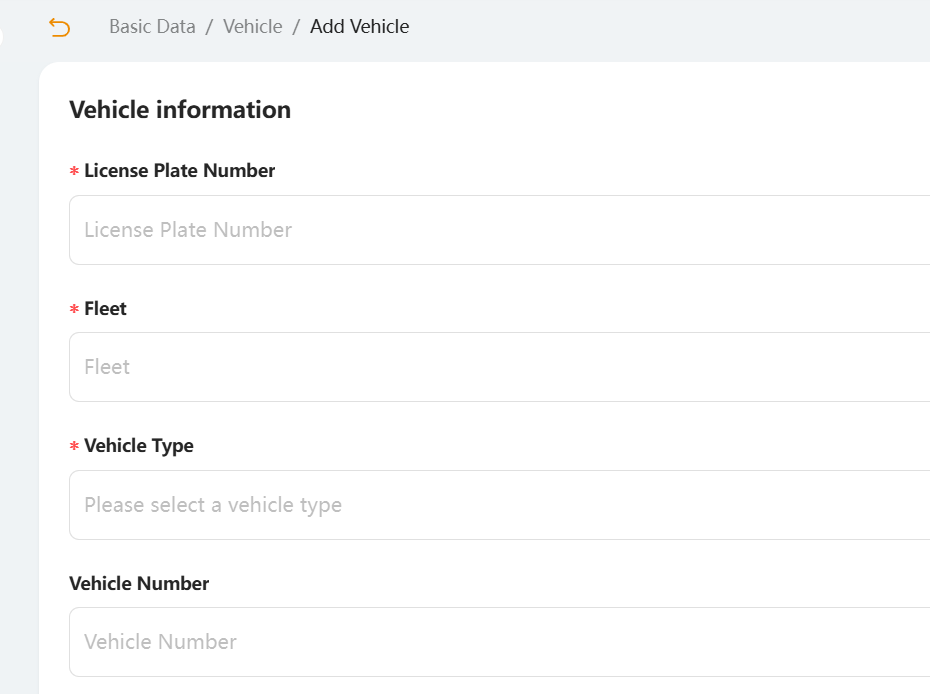 Basic Data / Vehicle / Add Vehicle
Vehicle information
* License Plate Number
License Plate Number
* Fleet
Fleet
* Vehicle Type
Please select a vehicle type
Vehicle Number
Vehicle Number